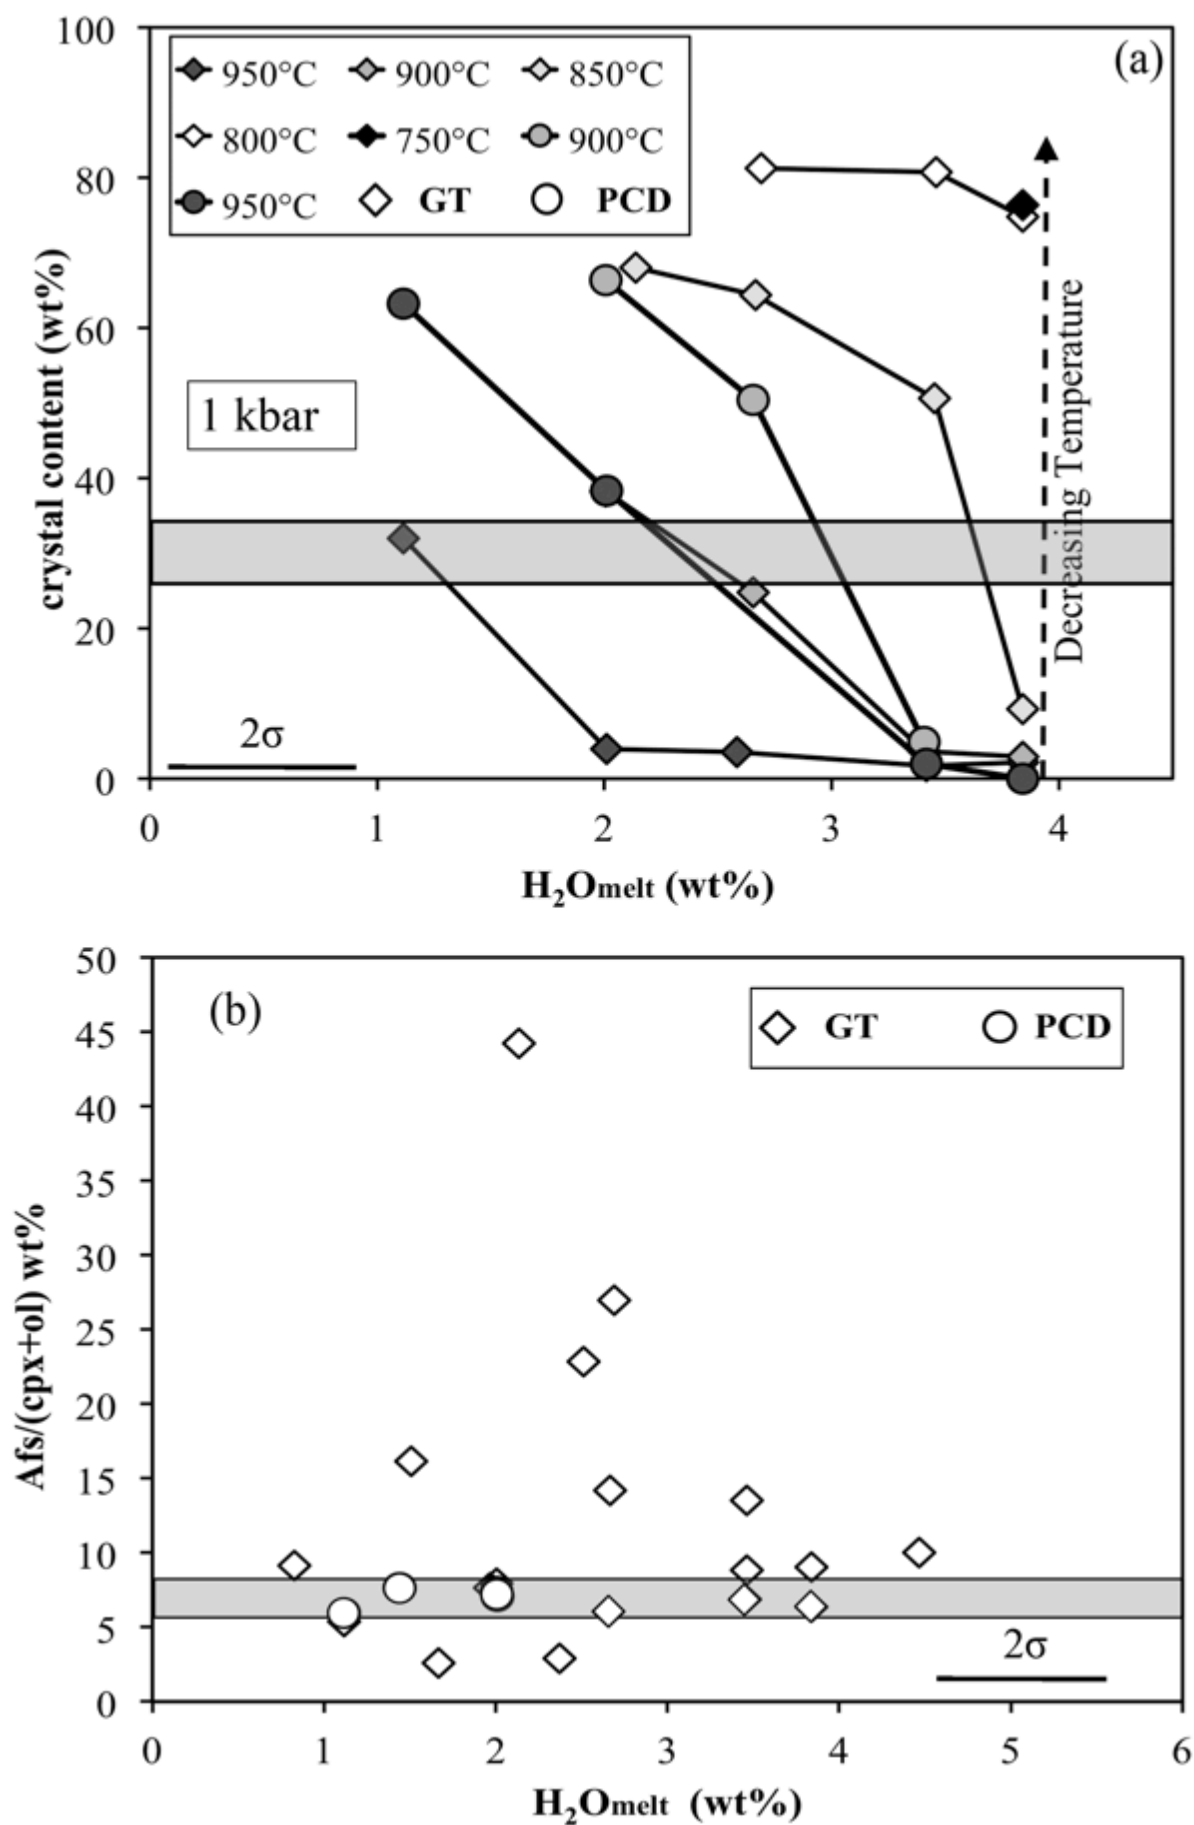 (a)
950°C 900°C 850°C
800°C 750°C 900°C
950°C GT PCD
100
80
60
40
20
0
crystal content (wt%)
1 kbar
Decreasing Temperature
2σ
0 1 2 3 4
H₂Omelt (wt%)
(b)
GT PCD
50
45
40
35
30
25
20
15
10
5
0
Afs/(cpx+ol) wt%
2σ
0 1 2 3 4 5 6
H₂Omelt (wt%)